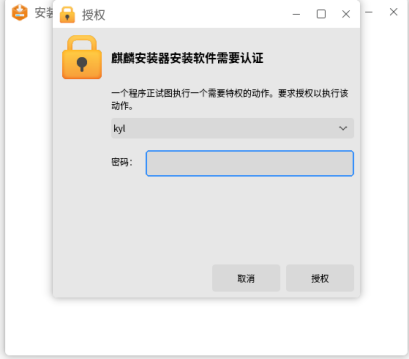 安装
授权
麒麟安装器安装软件需要认证
一个程序正试图执行一个需要特权的动作。要求授权以执行该
动作。
kyl
密码:
取消
授权